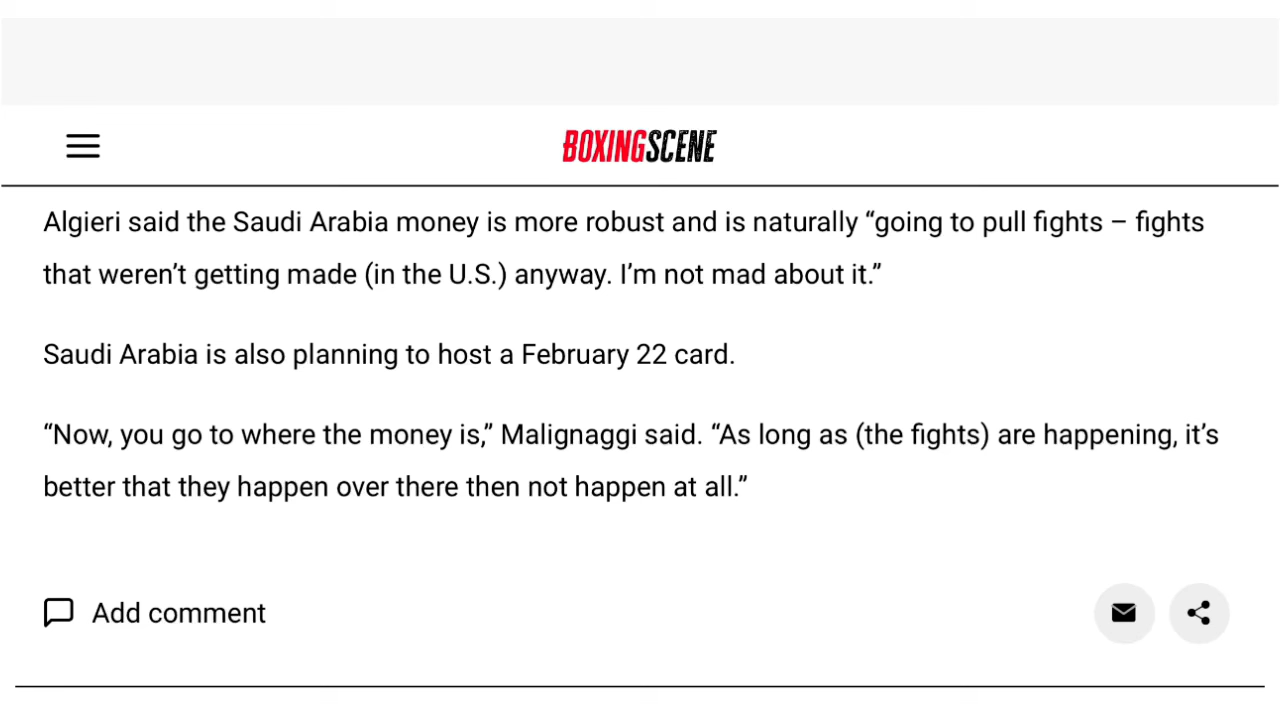 BOXINGSCENE
Algieri said the Saudi Arabia money is more robust and is naturally “going to pull fights – fights
that weren’t getting made (in the U.S.) anyway. I’m not mad about it.”
Saudi Arabia is also planning to host a February 22 card.
“Now, you go to where the money is,” Malignaggi said. “As long as (the fights) are happening, it’s
better that they happen over there then not happen at all.”
Add comment